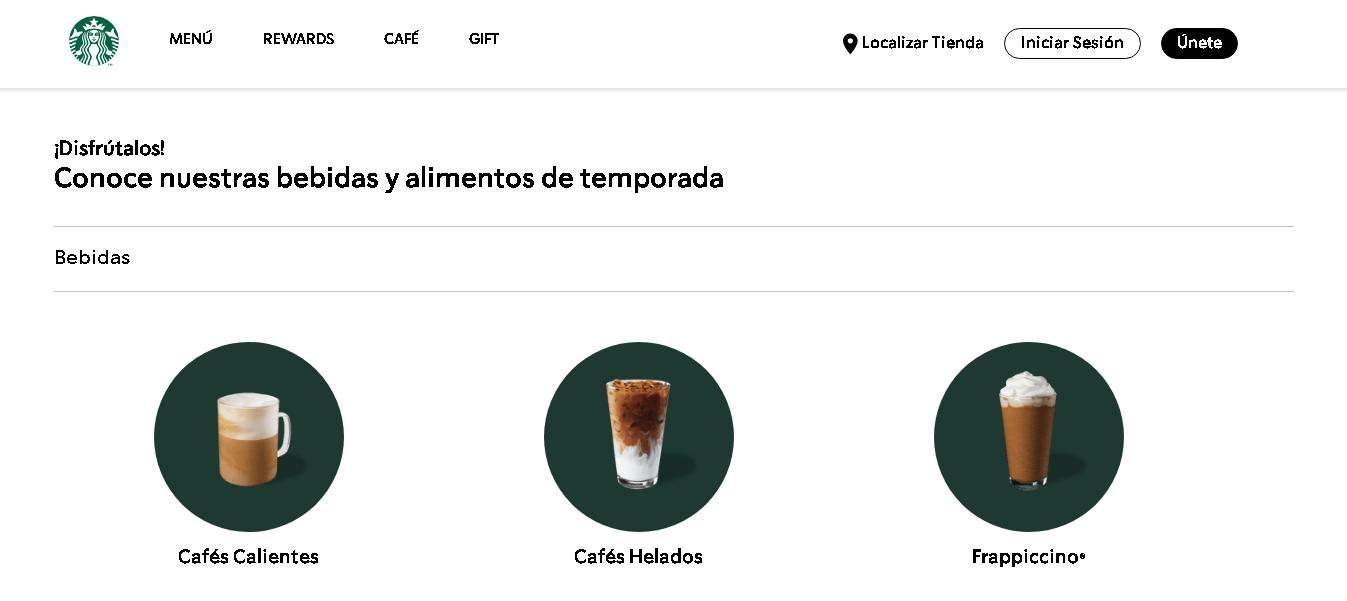 MENÚ REWARDS CAFÉ GIFT Localizar Tienda Iniciar Sesión Únete
¡Disfrútalos!
Conoce nuestras bebidas y alimentos de temporada
Bebidas
Cafés Calientes Cafés Helados Frappiccino®